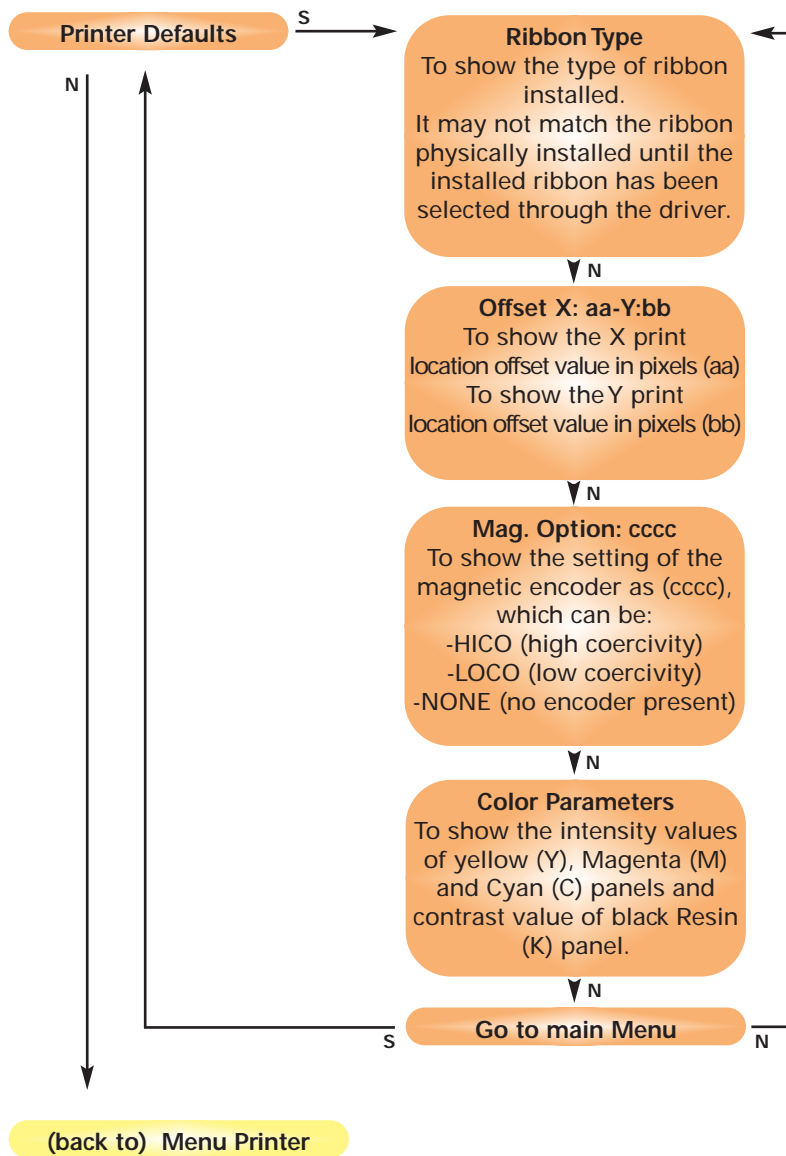 Printer Defaults
S
N
Ribbon Type
To show the type of ribbon
installed.
It may not match the ribbon
physically installed until the
installed ribbon has been
selected through the driver.
N
Offset X: aa-Y:bb
To show the X print
location offset value in pixels (aa)
To show the Y print
location offset value in pixels (bb)
N
Mag. Option: cccc
To show the setting of the
magnetic encoder as (cccc),
which can be:
-HICO (high coercivity)
-LOCO (low coercivity)
-NONE (no encoder present)
N
Color Parameters
To show the intensity values
of yellow (Y), Magenta (M)
and Cyan (C) panels and
contrast value of black Resin
(K) panel.
N
S
Go to main Menu
N
(back to) Menu Printer